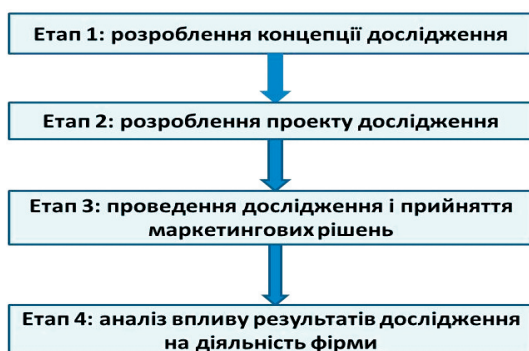 Етап 1: розроблення концепції дослідження
Етап 2: розроблення проекту дослідження
Етап 3: проведення дослідження і прийняття
маркетингових рішень
Етап 4: аналіз впливу результатів дослідження
на діяльність фірми